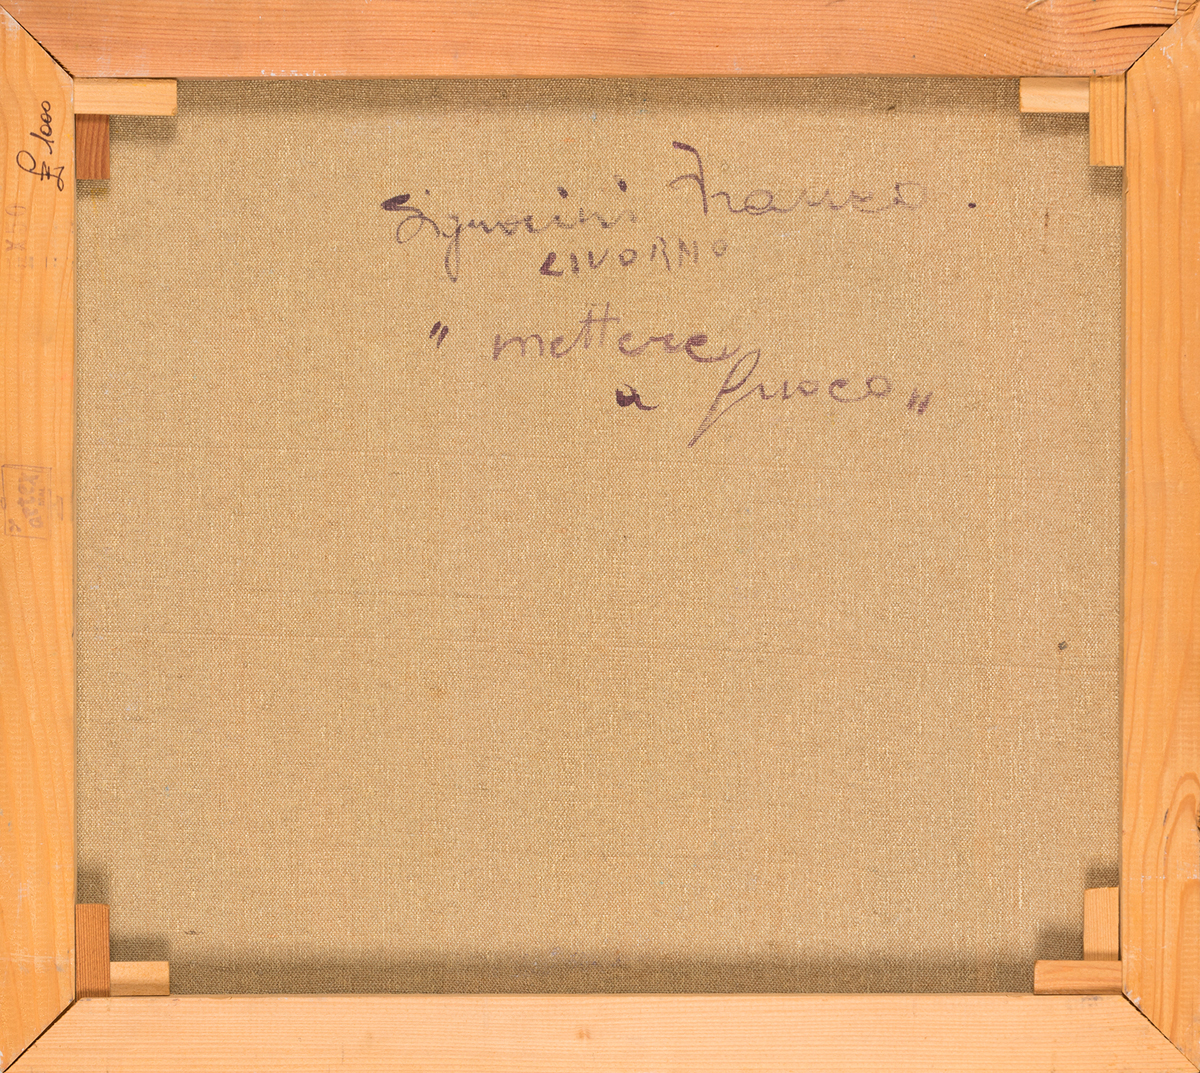 Signorini Franco.
LIVORNO
" mettere
a fuoco "
£ 1000